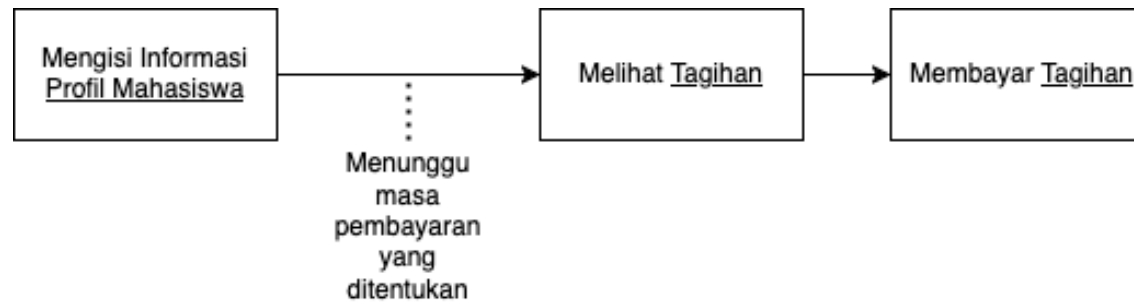 Mengisi Informasi
Profil Mahasiswa
Menunggu
masa
pembayaran
yang
ditentukan
Melihat Tagihan
Membayar Tagihan